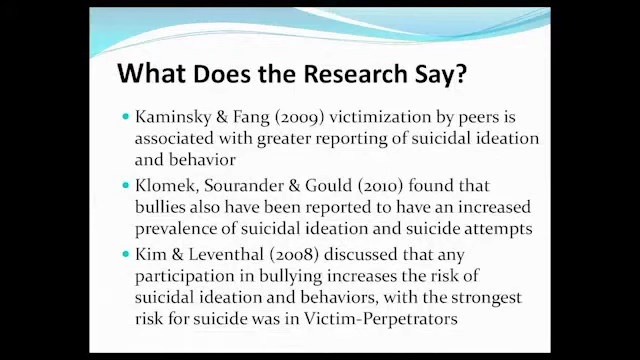 What Does the Research Say?
Kaminsky & Fang (2009) victimization by peers is
associated with greater reporting of suicidal ideation
and behavior
Klomek, Sourander & Gould (2010) found that
bullies also have been reported to have an increased
prevalence of suicidal ideation and suicide attempts
Kim & Leventhal (2008) discussed that any
participation in bullying increases the risk of
suicidal ideation and behaviors, with the strongest
risk for suicide was in Victim-Perpetrators